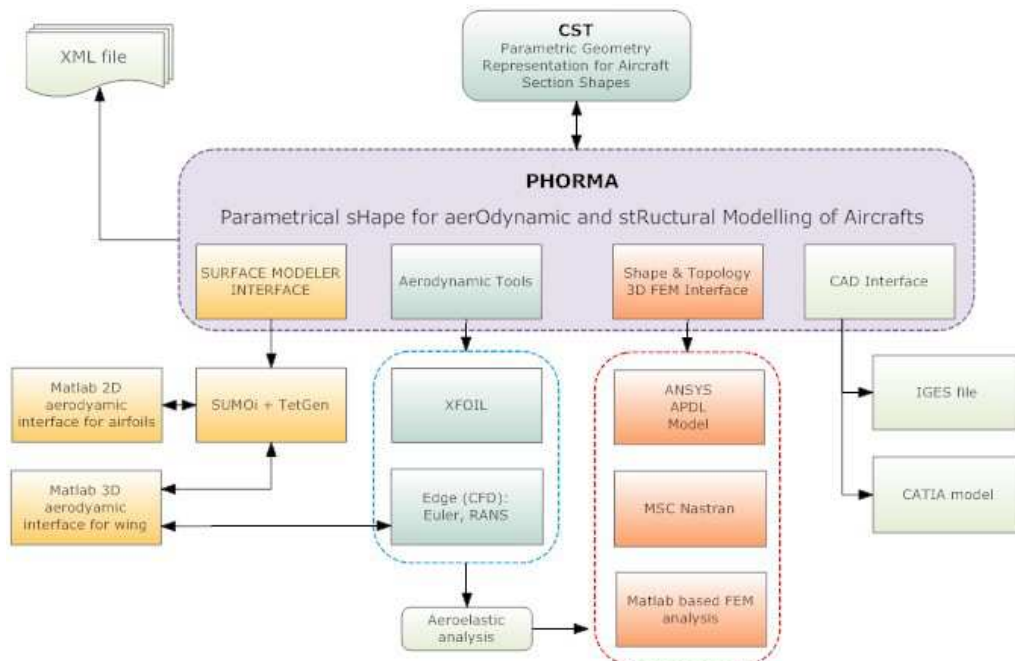 XML file
CST
Parametric Geometry
Representation for Aircraft
Section Shapes
PHORMA
Parametrical sHape for aerOdynamic and stRuctural Modelling of Aircrafts
SURFACE MODELER
INTERFACE
Aerodynamic Tools
Shape & Topology
3D FEM Interface
CAD Interface
Matlab 2D
aerodyamic
interface for airfoils
SUMOi + TetGen
XFOIL
ANSYS
APDL
Model
IGES file
Matlab 3D
aerodyamic
interface for wing
Edge (CFD):
Euler, RANS
MSC Nastran
CATIA model
Aeroelastic
analysis
Matlab based FEM
analysis